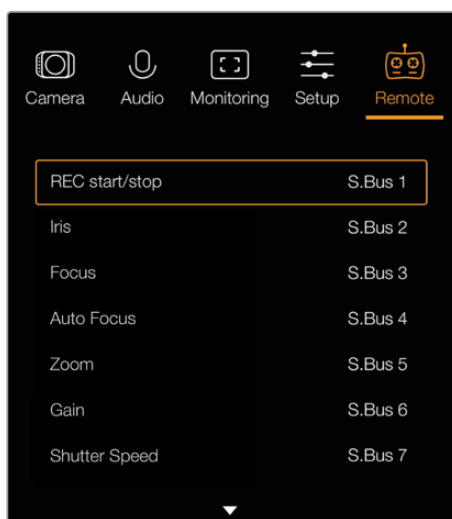 Camera Audio Monitoring Setup Remote
REC start/stop S.Bus 1
Iris S.Bus 2
Focus S.Bus 3
Auto Focus S.Bus 4
Zoom S.Bus 5
Gain S.Bus 6
Shutter Speed S.Bus 7